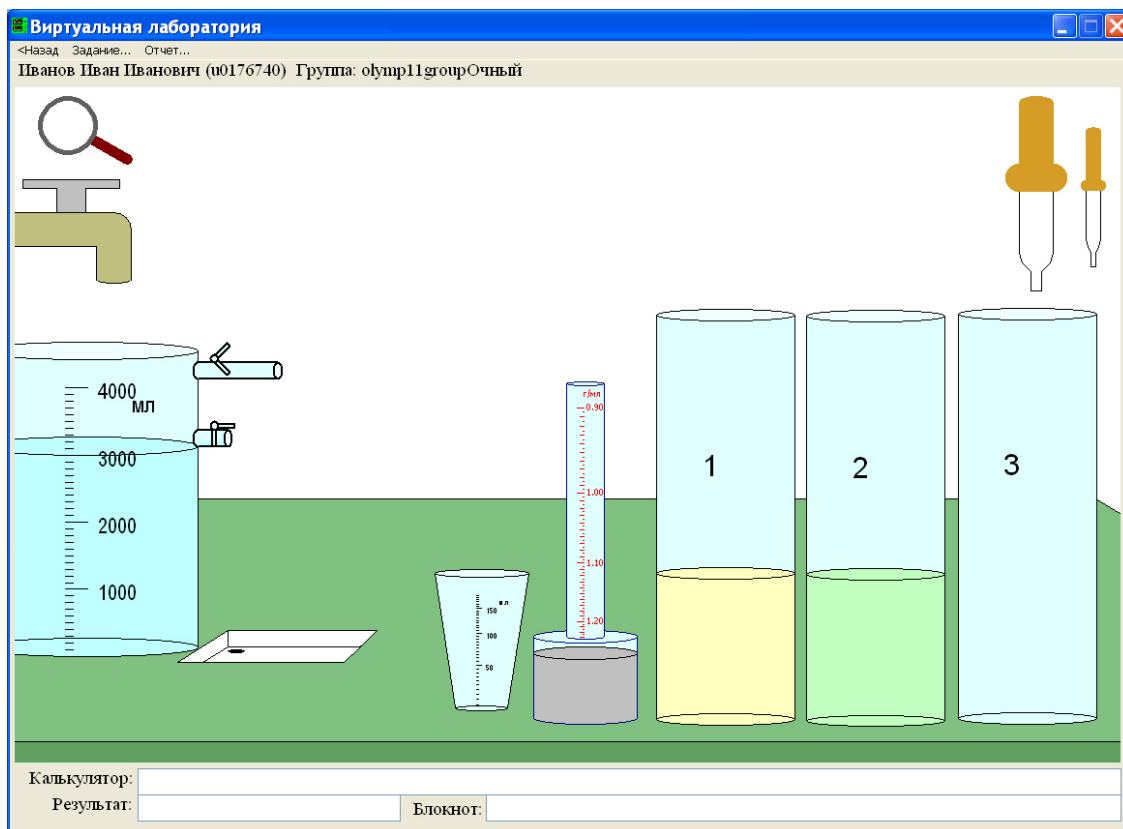 Виртуальная лаборатория
<Назад Задание... Отчет...
Иванов Иван Иванович (u0176740) Группа: olymp11groupОчный
4000
мл
3000
2000
1000
мл
150
100
50
г/мл
0.90
1.00
1.10
1.20
1
2
3
Калькулятор:
Результат:
Блокнот: